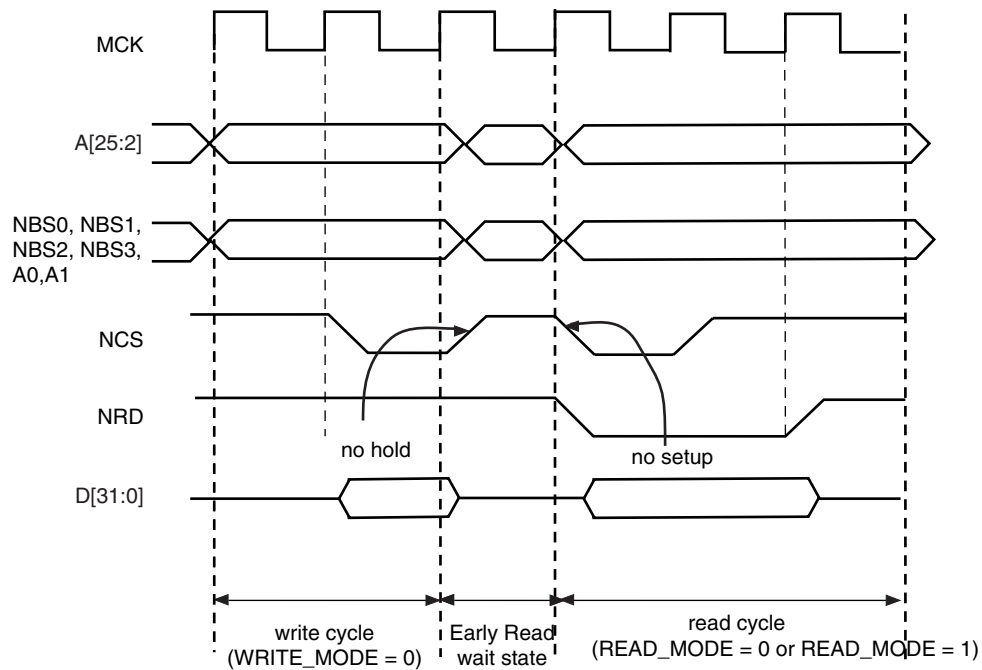 MCK
A[25:2]
NBS0, NBS1,
NBS2, NBS3,
A0,A1
NCS
NRD
no hold
no setup
D[31:0]
write cycle
(WRITE_MODE = 0)
Early Read
wait state
read cycle
(READ_MODE = 0 or READ_MODE = 1)